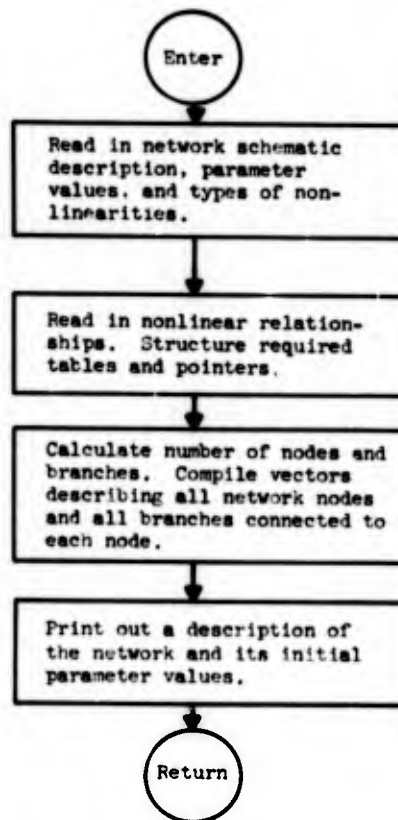 Enter
Read in network schematic
description, parameter
values, and types of non-
linearities.
Read in nonlinear relation-
ships. Structure required
tables and pointers.
Calculate number of nodes and
branches. Compile vectors
describing all network nodes
and all branches connected to
each node.
Print out a description of
the network and its initial
parameter values.
Return